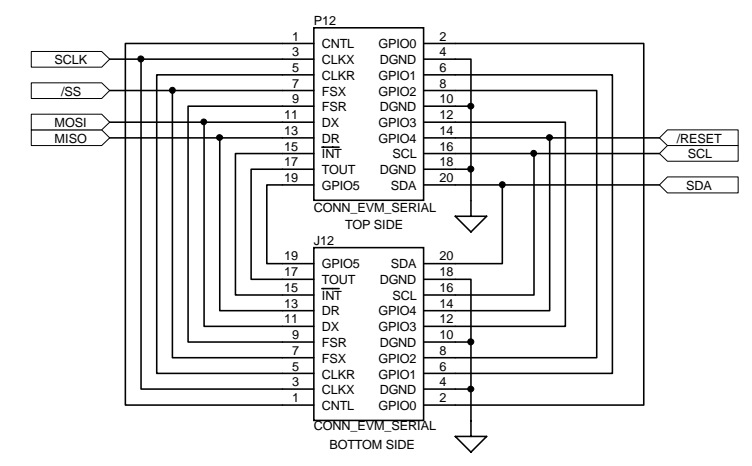 P12
1 CNTL GPIO0 2
SCLK 3 CLKX DGND 4
5 CLKR GPIO1 6
/SS 7 FSX GPIO2 8
9 FSR DGND 10
MOSI 11 DX GPIO3 12
MISO 13 DR GPIO4 14 /RESET
15 INT SCL 16 SCL
17 TOUT DGND 18
19 GPIO5 SDA 20 SDA
CONN_EVM_SERIAL
TOP SIDE
J12
19 GPIO5 SDA 20
17 TOUT DGND 18
15 INT SCL 16
13 DR GPIO4 14
11 DX GPIO3 12
9 FSR DGND 10
7 FSX GPIO2 8
5 CLKR GPIO1 6
3 CLKX DGND 4
1 CNTL GPIO0 2
CONN_EVM_SERIAL
BOTTOM SIDE